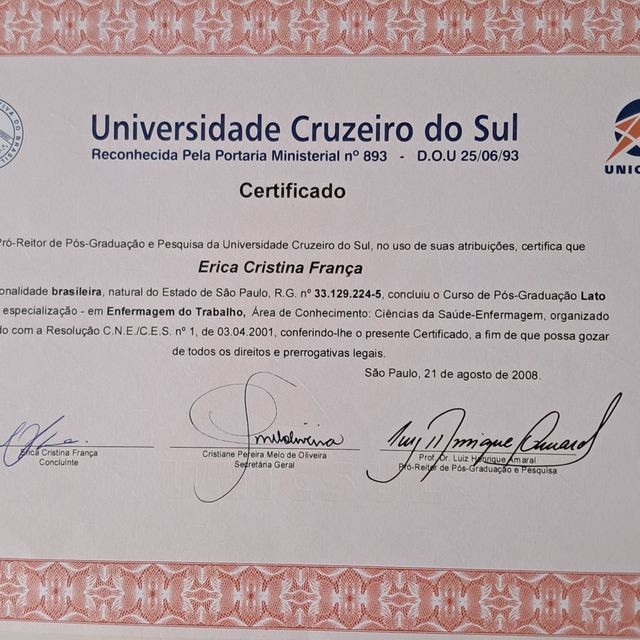 Universidade Cruzeiro do Sul
Reconhecida Pela Portaria Ministerial nº 893 - D.O.U 25/06/93
Certificado
Pró-Reitor de Pós-Graduação e Pesquisa da Universidade Cruzeiro do Sul, no uso de suas atribuições, certifica que
Erica Cristina França
onalidade brasileira, natural do Estado de São Paulo, R.G. nº 33.129.224-5, concluiu o Curso de Pós-Graduação Lato
especialização - em Enfermagem do Trabalho, Área de Conhecimento: Ciências da Saúde-Enfermagem, organizado
do com a Resolução C.N.E./C.E.S. nº 1, de 03.04.2001, conferindo-lhe o presente Certificado, a fim de que possa gozar
de todos os direitos e prerrogativas legais.
São Paulo, 21 de agosto de 2008.
Erica Cristina França
Concluinte
Cristiane Pereira Melo de Oliveira
Secretária Geral
Prof. Dr. Luiz Henrique Amaral
Pró-Reitor de Pós-Graduação e Pesquisa
UNIC